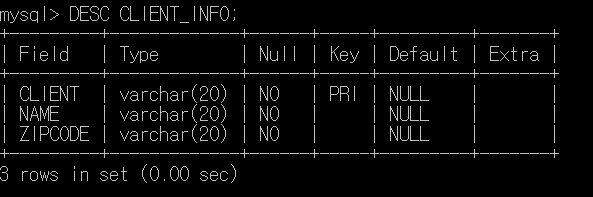 mysql> DESC CLIENT_INFO;
+---------+-------------+------+-----+---------+-------+
| Field   | Type        | Null | Key | Default | Extra |
+---------+-------------+------+-----+---------+-------+
| CLIENT  | varchar(20) | NO   | PRI | NULL    |       |
| NAME    | varchar(20) | NO   |     | NULL    |       |
| ZIPCODE | varchar(20) | NO   |     | NULL    |       |
+---------+-------------+------+-----+---------+-------+
3 rows in set (0.00 sec)